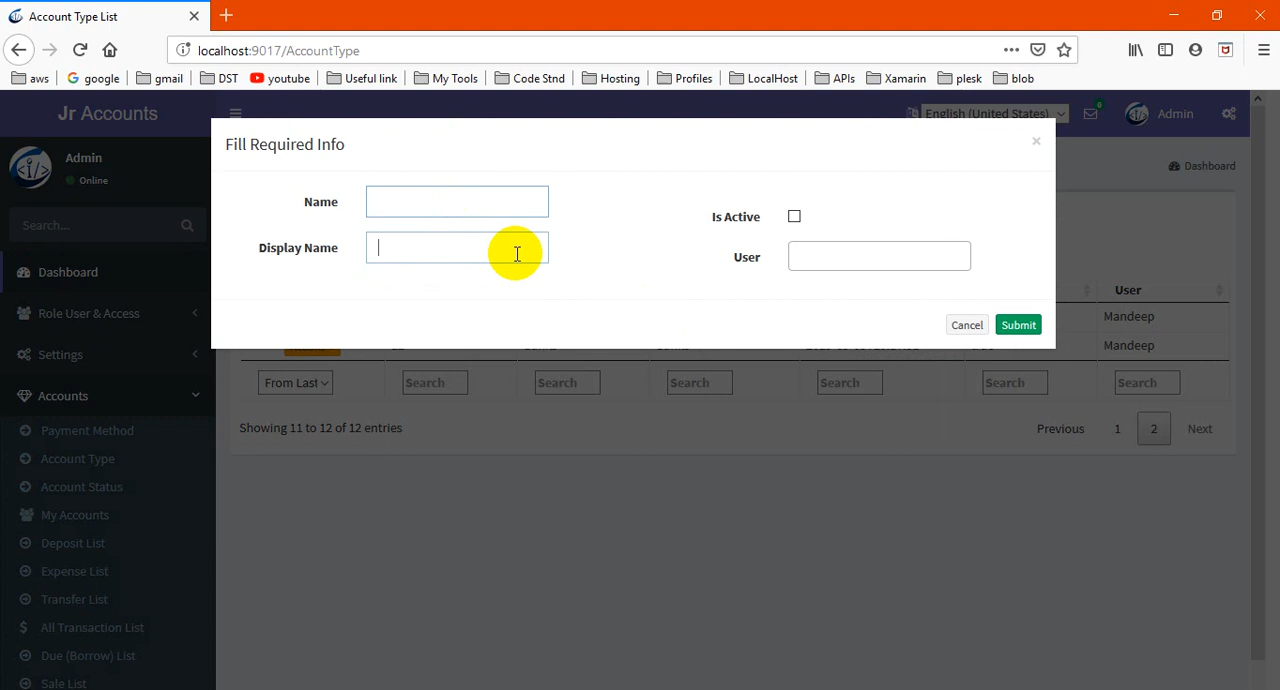 Account Type List
localhost:9017/AccountType
aws
google
gmail
DST
youtube
Useful link
My Tools
Code Stnd
Hosting
Profiles
LocalHost
APIs
Xamarin
plesk
blob
Jr Accounts
English (United States)
0
Admin
Fill Required Info
×
Admin
Online
Dashboard
Name
Is Active
Display Name
User
Cancel
Submit
Search...
Dashboard
Role User & Access
Settings
Accounts
Payment Method
Account Type
Account Status
My Accounts
Deposit List
Expense List
Transfer List
All Transaction List
Due (Borrow) List
Sale List
User
Mandeep
Mandeep
From Last
Search
Search
Search
Search
Search
Search
Showing 11 to 12 of 12 entries
Previous
1
2
Next